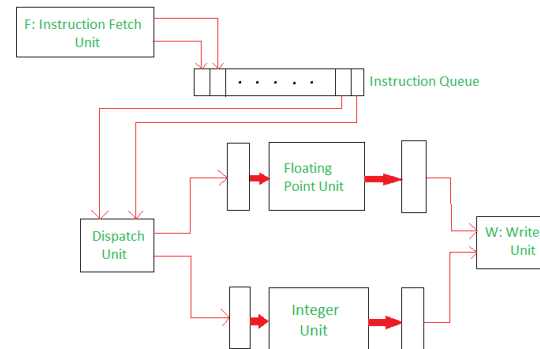 F: Instruction Fetch
Unit
. . . . .
Instruction Queue
Floating
Point Unit
Dispatch
Unit
W: Write
Unit
Integer
Unit